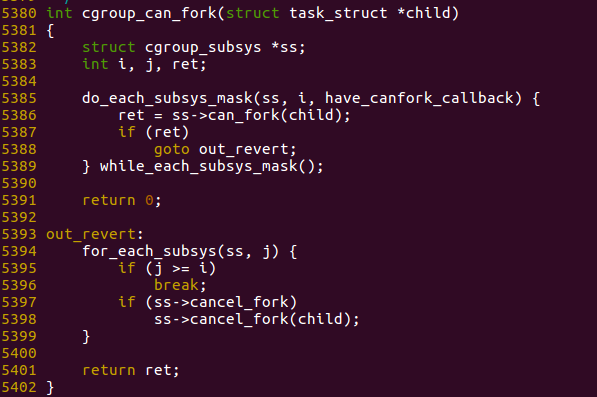 5380 int cgroup_can_fork(struct task_struct *child)
5381 {
5382     struct cgroup_subsys *ss;
5383     int i, j, ret;
5384
5385     do_each_subsys_mask(ss, i, have_canfork_callback) {
5386         ret = ss->can_fork(child);
5387         if (ret)
5388             goto out_revert;
5389     } while_each_subsys_mask();
5390
5391     return 0;
5392
5393 out_revert:
5394     for_each_subsys(ss, j) {
5395         if (j >= i)
5396             break;
5397         if (ss->cancel_fork)
5398             ss->cancel_fork(child);
5399     }
5400
5401     return ret;
5402 }